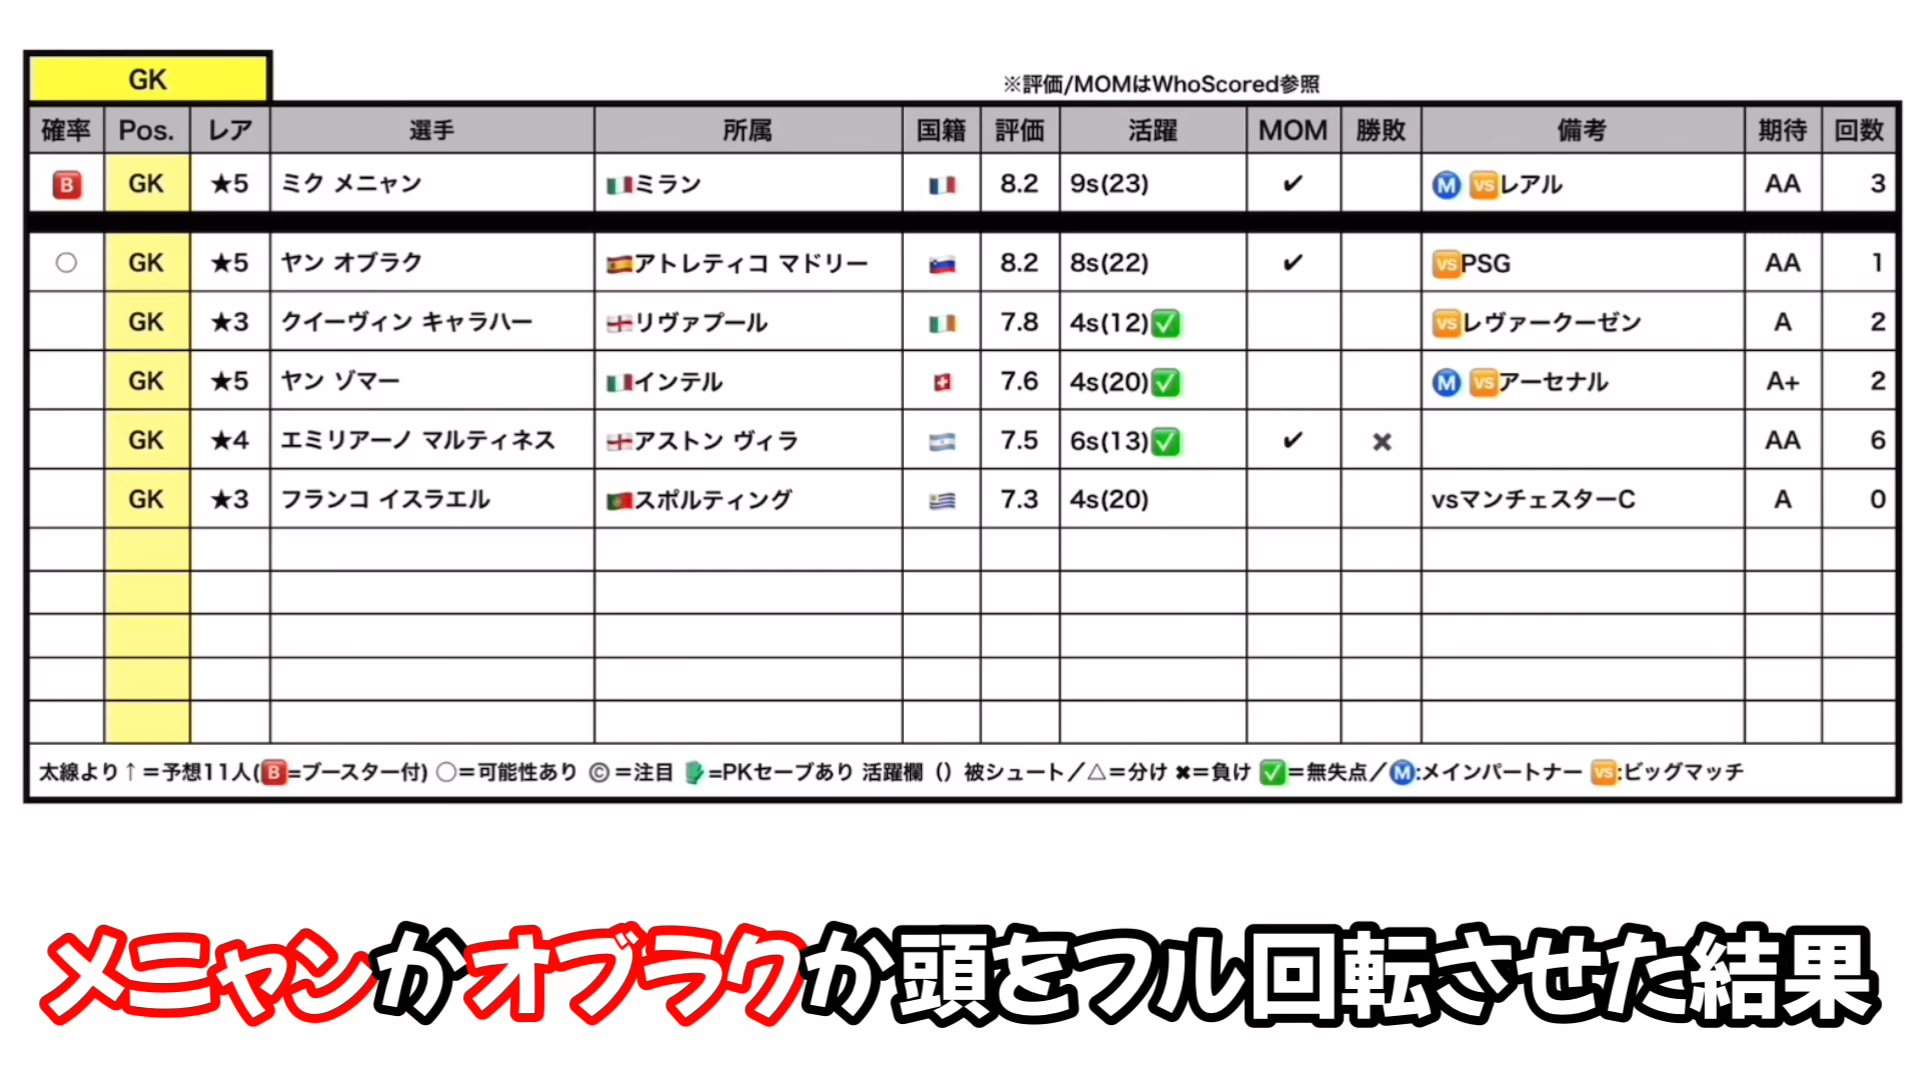 GK
※評価/MOMはWhoScored参照
確率 Pos. レア 選手 所属 国籍 評価 活躍 MOM 勝敗 備考 期待 回数
B GK ★5 ミク メニャン ミラン 8.2 9s(23) ✔ M VS レアル AA 3
○ GK ★5 ヤン オブラク アトレティコ マドリー 8.2 8s(22) ✔ VS PSG AA 1
GK ★3 クイーヴィン キャラハー リヴァプール 7.8 4s(12)✅ VS レヴァークーゼン A 2
GK ★5 ヤン ゾマー インテル 7.6 4s(20)✅ M VS アーセナル A+ 2
GK ★4 エミリアーノ マルティネス アストン ヴィラ 7.5 6s(13)✅ ✔ ✖ AA 6
GK ★3 フランコ イスラエル スポルティング 7.3 4s(20) vsマンチェスターC A 0
太線より↑=予想11人(B=ブースター付) ○=可能性あり ©=注目 =PKセーブあり 活躍欄()被シュート/△=分け ✖=負け ✅=無失点/M:メインパートナー VS:ビッグマッチ
メニャンかオブラクか頭をフル回転させた結果